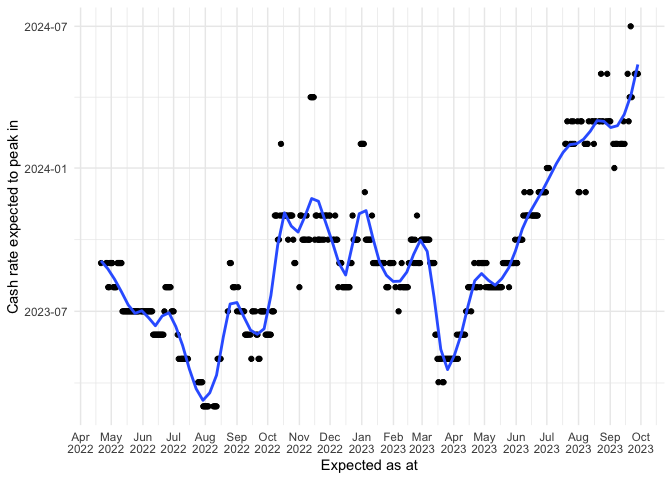 2024-07
2024-01
2023-07
Cash rate expected to peak in
Apr May Jun Jul Aug Sep Oct Nov Dec Jan Feb Mar Apr May Jun Jul Aug Sep Oct
2022 2022 2022 2022 2022 2022 2022 2022 2022 2023 2023 2023 2023 2023 2023 2023 2023 2023 2023
Expected as at